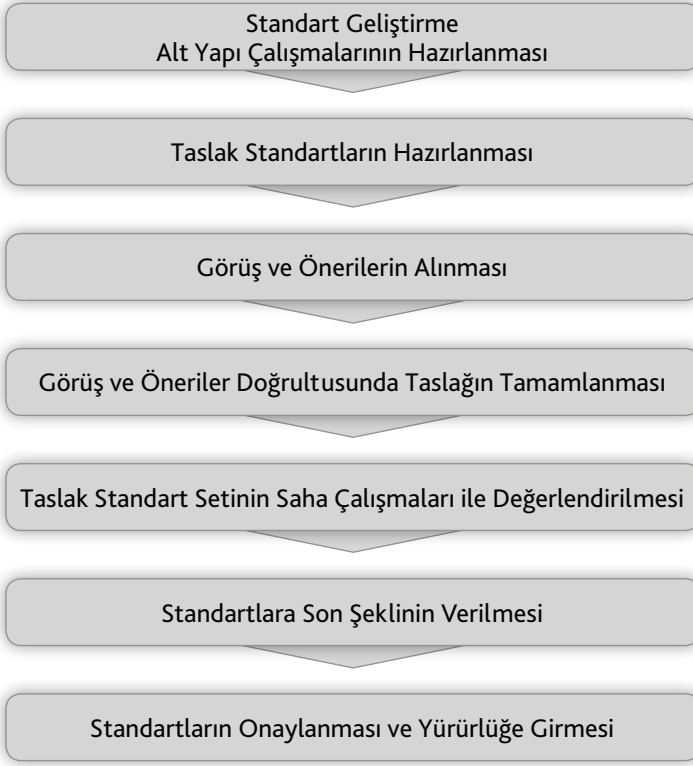 Standart Geliştirme
Alt Yapı Çalışmalarının Hazırlanması
Taslak Standartların Hazırlanması
Görüş ve Önerilerin Alınması
Görüş ve Öneriler Doğrultusunda Taslağın Tamamlanması
Taslak Standart Setinin Saha Çalışmaları ile Değerlendirilmesi
Standartlara Son Şeklinin Verilmesi
Standartların Onaylanması ve Yürürlüğe Girmesi